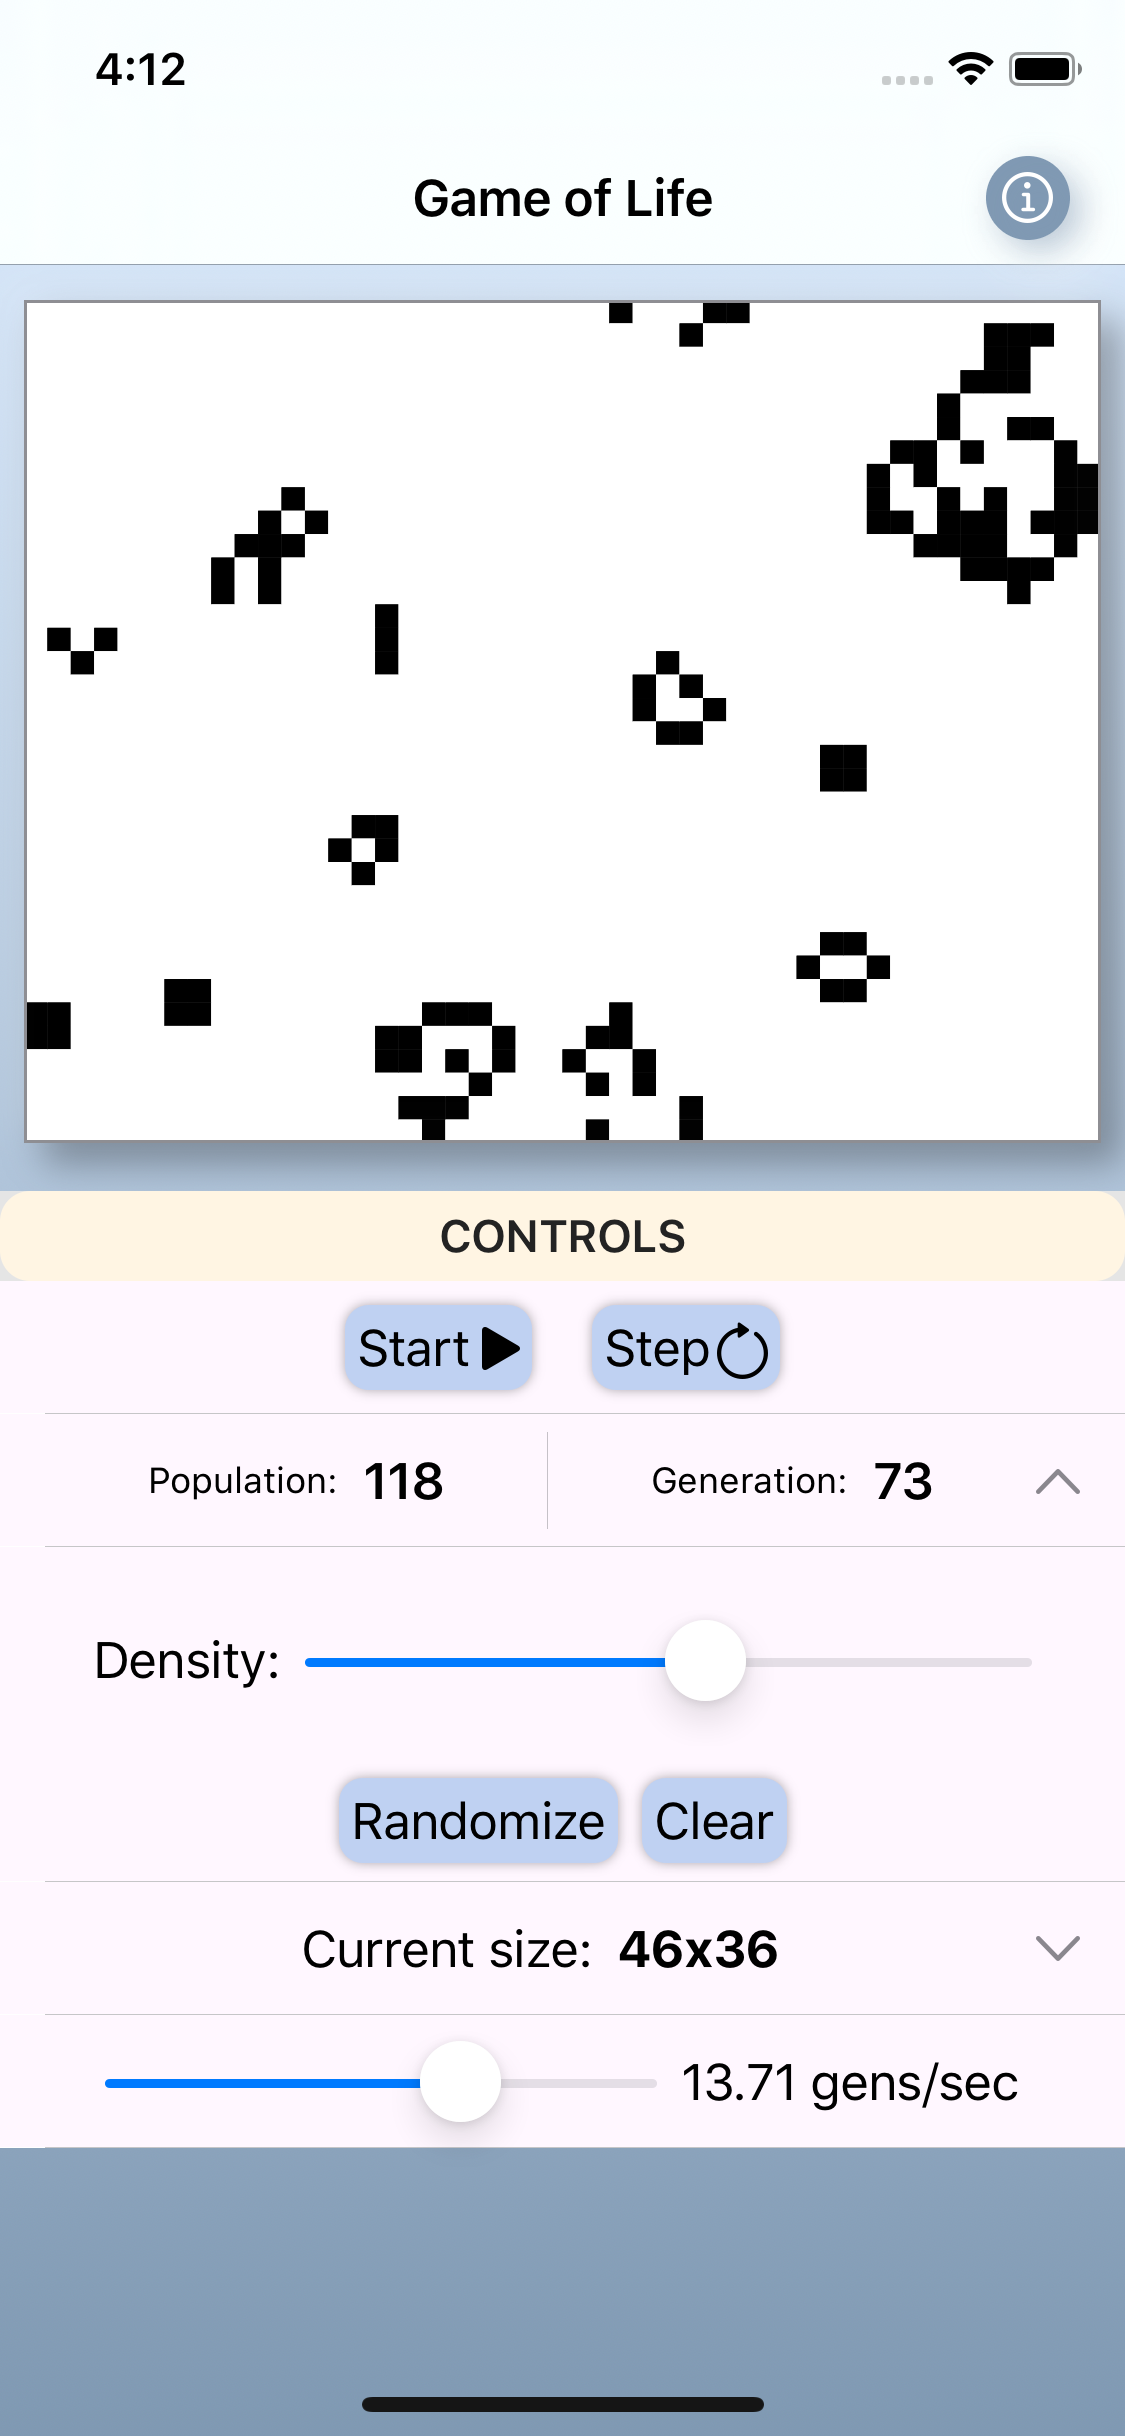 4:12
Game of Life
CONTROLS
Start Step
Population: 118 Generation: 73
Density:
Randomize Clear
Current size: 46x36
13.71 gens/sec